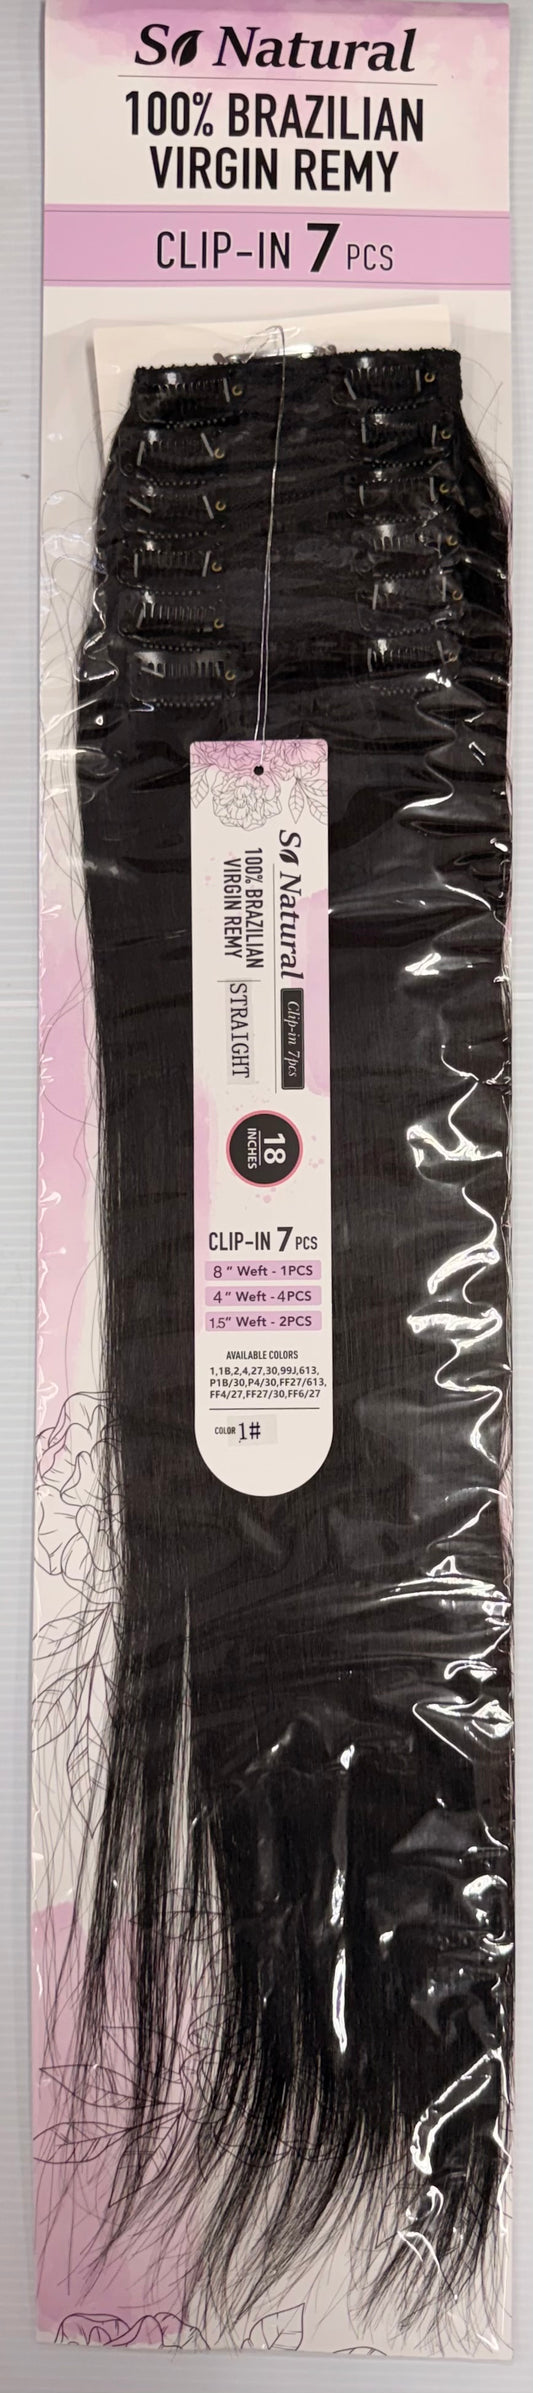 So Natural
100% BRAZILIAN
VIRGIN REMY
CLIP-IN 7 PCS
So Natural
Clip-in 7pcs
100% BRAZILIAN
VIRGIN REMY
STRAIGHT
18
INCHES
CLIP-IN 7 PCS
8" Weft - 1PCS
4" Weft - 4PCS
1.5" Weft - 2PCS
AVAILABLE COLORS
1,1B,2,4,27,30,99J,613,
P1B/30,P4/30,FF27/613,
FF4/27,FF27/30,FF6/27
COLOR 1#